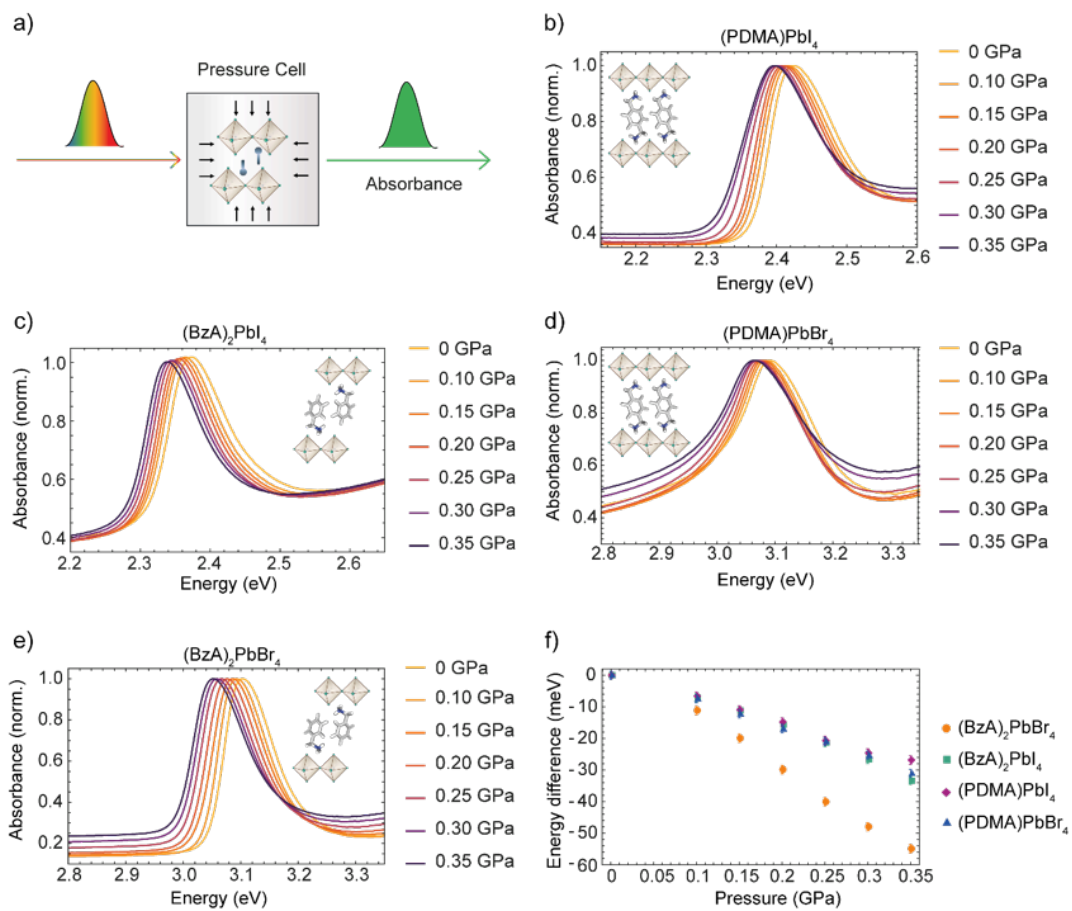 a)
Pressure Cell
Absorbance
b)
(PDMA)PbI4
Absorbance (norm.)
1.0
0.8
0.6
0.4
2.2
2.3
2.4
2.5
2.6
Energy (eV)
0 GPa
0.10 GPa
0.15 GPa
0.20 GPa
0.25 GPa
0.30 GPa
0.35 GPa
c)
(BzA)2PbI4
Absorbance (norm.)
1.0
0.8
0.6
0.4
2.2
2.3
2.4
2.5
2.6
Energy (eV)
0 GPa
0.10 GPa
0.15 GPa
0.20 GPa
0.25 GPa
0.30 GPa
0.35 GPa
d)
(PDMA)PbBr4
Absorbance (norm.)
1.0
0.8
0.6
0.4
2.8
2.9
3.0
3.1
3.2
3.3
Energy (eV)
0 GPa
0.10 GPa
0.15 GPa
0.20 GPa
0.25 GPa
0.30 GPa
0.35 GPa
e)
(BzA)2PbBr4
Absorbance (norm.)
1.0
0.8
0.6
0.4
0.2
2.8
2.9
3.0
3.1
3.2
3.3
Energy (eV)
0 GPa
0.10 GPa
0.15 GPa
0.20 GPa
0.25 GPa
0.30 GPa
0.35 GPa
f)
Energy difference (meV)
0
-10
-20
-30
-40
-50
-60
0
0.05
0.1
0.15
0.2
0.25
0.3
0.35
Pressure (GPa)
(BzA)2PbBr4
(BzA)2PbI4
(PDMA)PbI4
(PDMA)PbBr4